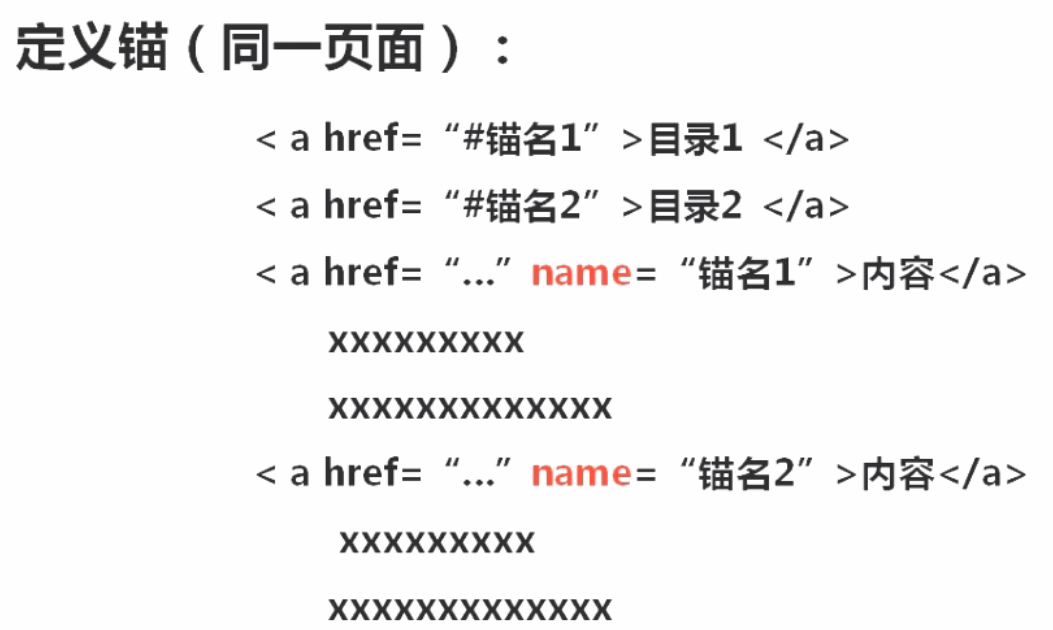 定义锚（同一页面）：
< a href=“#锚名1” >目录1 </a>
< a href=“#锚名2” >目录2 </a>
< a href=“...” name=“锚名1” >内容</a>
xxxxxxxxx
xxxxxxxxxxxxx
< a href=“...” name=“锚名2” >内容</a>
xxxxxxxxx
xxxxxxxxxxxxx